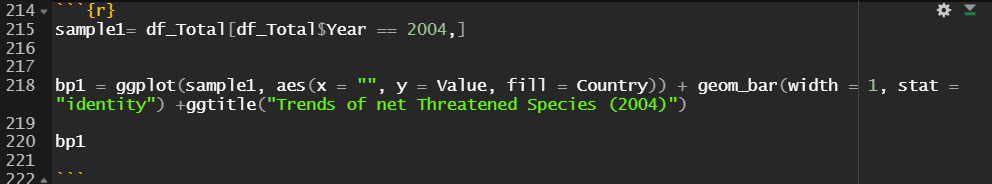 214 ```{r}
215 sample1= df_Total[df_Total$Year == 2004,]
216
217
218 bp1 = ggplot(sample1, aes(x = "", y = Value, fill = Country)) + geom_bar(width = 1, stat =
"identity") +ggtitle("Trends of net Threatened Species (2004)")
219
220 bp1
221
222 ```